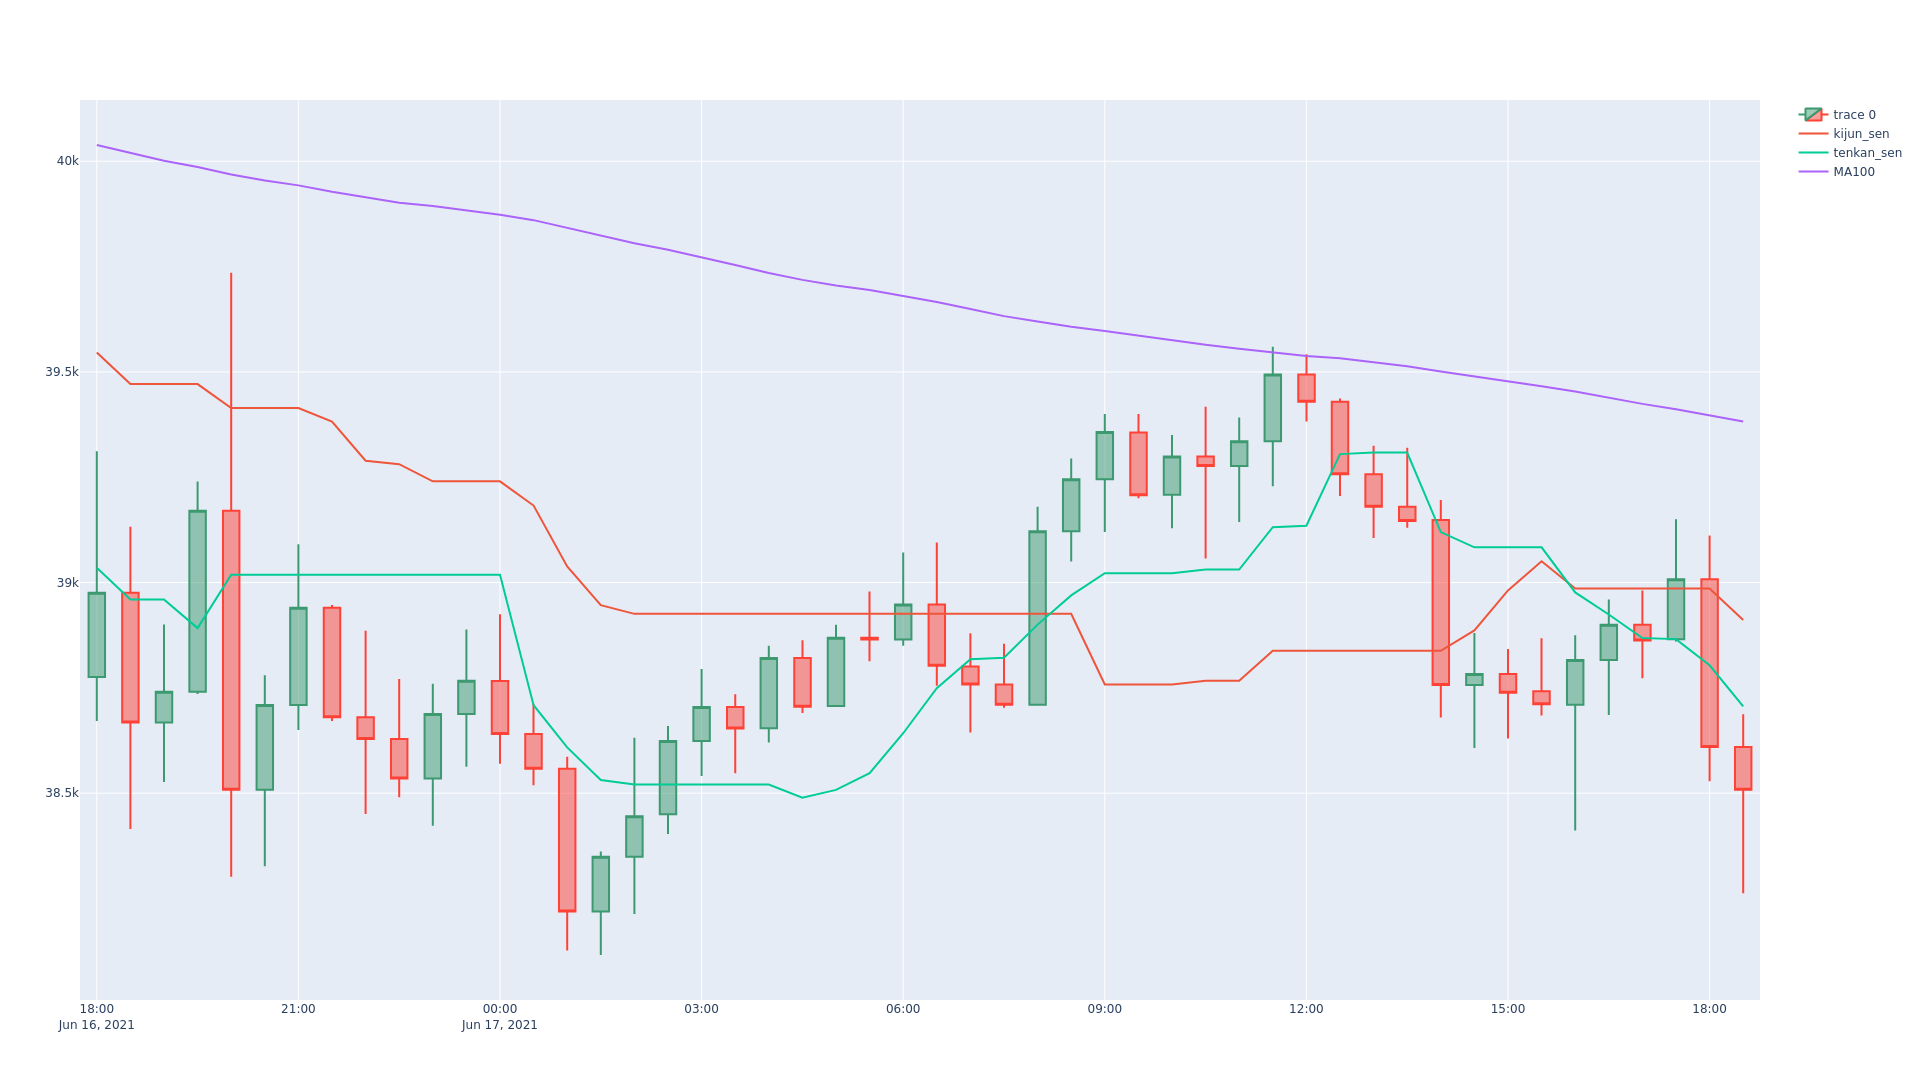 trace 0
kijun_sen
tenkan_sen
MA100
40k
39.5k
39k
38.5k
18:00 21:00 00:00 03:00 06:00 09:00 12:00 15:00 18:00
Jun 16, 2021 Jun 17, 2021